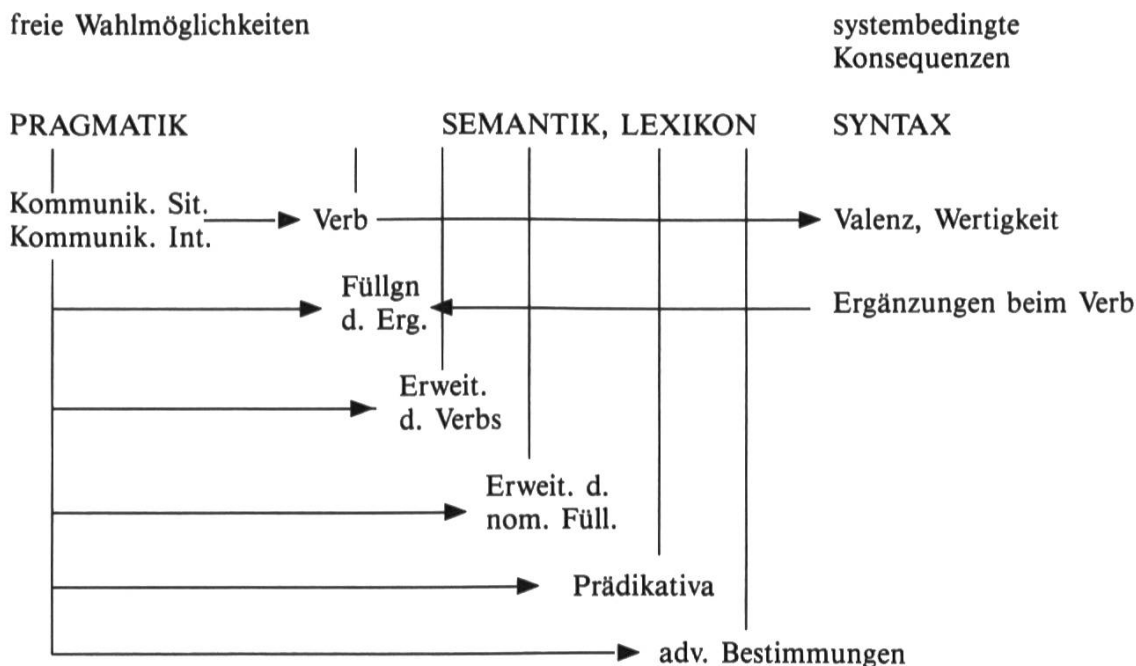 freie Wahlmöglichkeiten
systembedingte
Konsequenzen
PRAGMATIK
SEMANTIK, LEXIKON
SYNTAX
Kommunik. Sit.
Kommunik. Int.
Verb
Valenz, Wertigkeit
Füllgn
d. Erg.
Ergänzungen beim Verb
Erweit.
d. Verbs
Erweit. d.
nom. Füll.
Prädikativa
adv. Bestimmungen